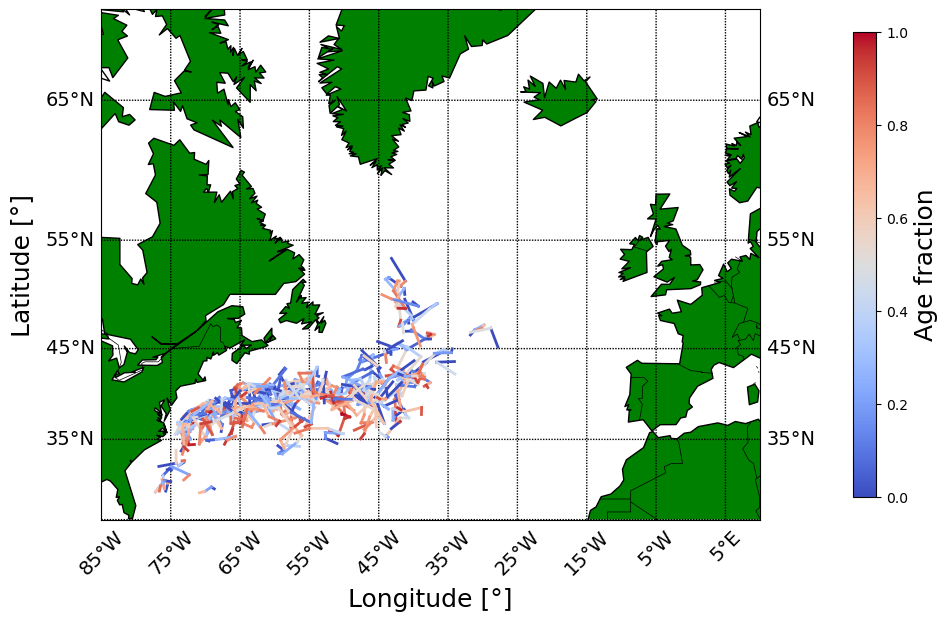 65°N
55°N
45°N
35°N
65°N
55°N
45°N
35°N
85°W
75°W
65°W
55°W
45°W
35°W
25°W
15°W
5°W
5°E
Longitude [°]
Latitude [°]
1.0
0.8
0.6
0.4
0.2
0.0
Age fraction